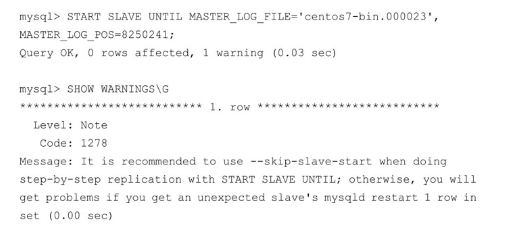 mysql> START SLAVE UNTIL MASTER_LOG_FILE='centos7-bin.000023',
MASTER_LOG_POS=8250241;
Query OK, 0 rows affected, 1 warning (0.03 sec)
mysql> SHOW WARNINGS\G
*************************** 1. row ***************************
Level: Note
Code: 1278
Message: It is recommended to use --skip-slave-start when doing
step-by-step replication with START SLAVE UNTIL; otherwise, you will
get problems if you get an unexpected slave's mysqld restart 1 row in
set (0.00 sec)